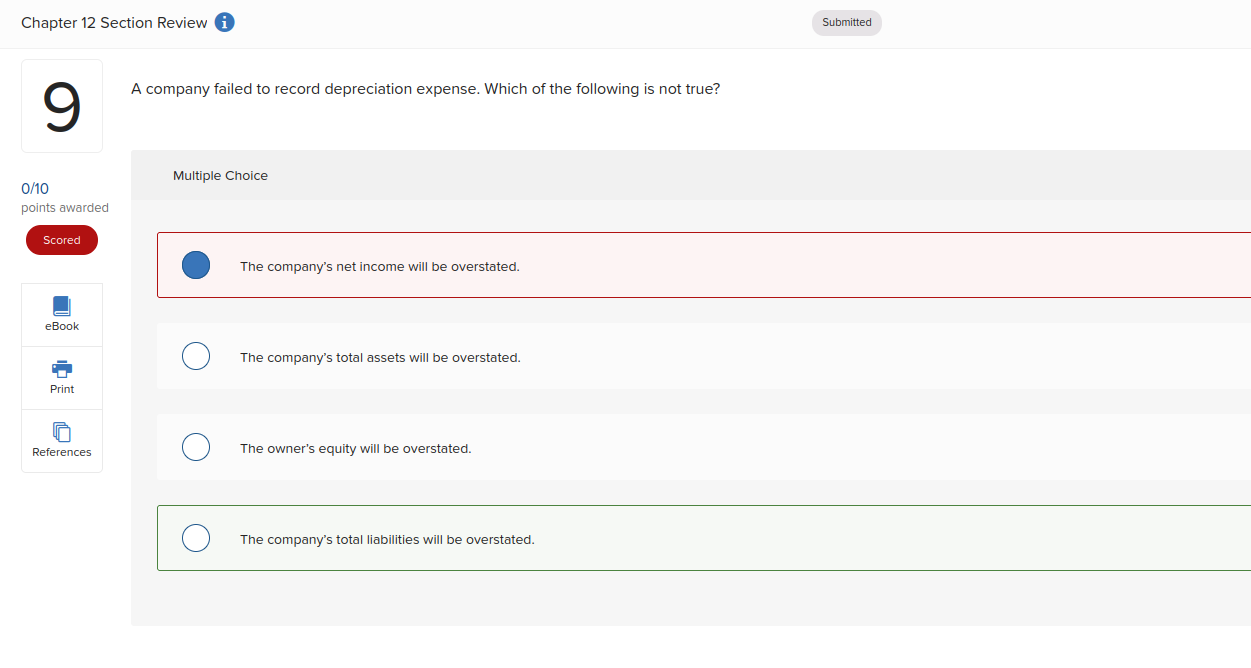 Chapter 12 Section Review i
Submitted
9
A company failed to record depreciation expense. Which of the following is not true?
0/10
points awarded
Scored
eBook
Print
References
Multiple Choice
The company's net income will be overstated.
The company's total assets will be overstated.
The owner's equity will be overstated.
The company's total liabilities will be overstated.